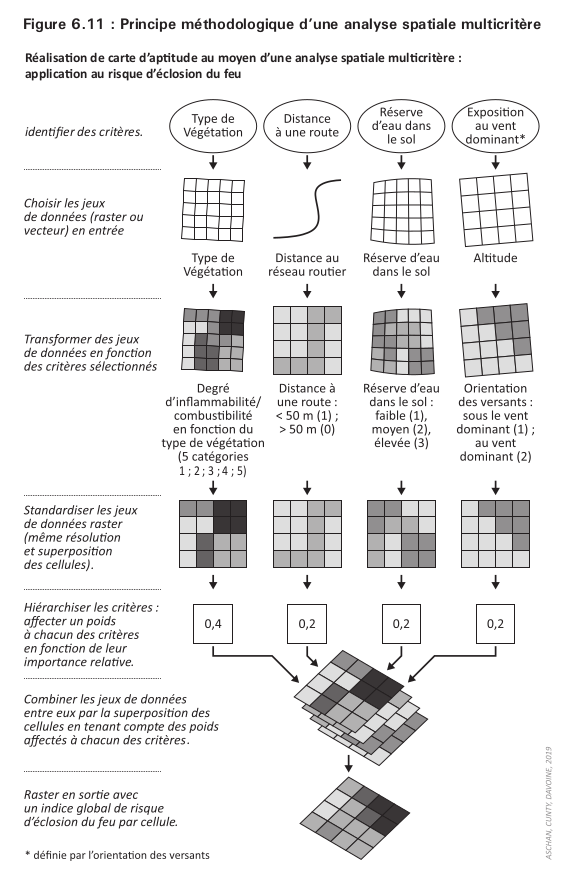 Figure 6.11 : Principe méthodologique d’une analyse spatiale multicritère
Réalisation de carte d’aptitude au moyen d’une analyse spatiale multicritère :
application au risque d’éclosion du feu
identifier des critères.
Type de
Végétation
Distance
à une route
Réserve
d’eau dans
le sol
Exposition
au vent
dominant*
Choisir les jeux
de données (raster ou
vecteur) en entrée
Type de
Végétation
Distance au
réseau routier
Réserve d’eau
dans le sol
Altitude
Transformer des jeux
de données en fonction
des critères sélectionnés
Degré
d’inflammabilité/
combustibilité
en fonction du
type de végétation
(5 catégories
1 ; 2 ; 3 ; 4 ; 5)
Distance à
une route :
< 50 m (1) ;
> 50 m (0)
Réserve d’eau
dans le sol :
faible (1),
moyen (2),
élevée (3)
Orientation
des versants :
sous le vent
dominant (1) ;
au vent
dominant (2)
Standardiser les jeux
de données raster
(même résolution
et superposition
des cellules).
Hiérarchiser les critères :
affecter un poids
à chacun des critères
en fonction de leur
importance relative.
0,4
0,2
0,2
0,2
Combiner les jeux de données
entre eux par la superposition des
cellules en tenant compte des poids
affectés à chacun des critères.
Raster en sortie avec
un indice global de risque
d’éclosion du feu par cellule.
* définie par l’orientation des versants
ASCHAN, CUNTY, DAVOINE, 2019